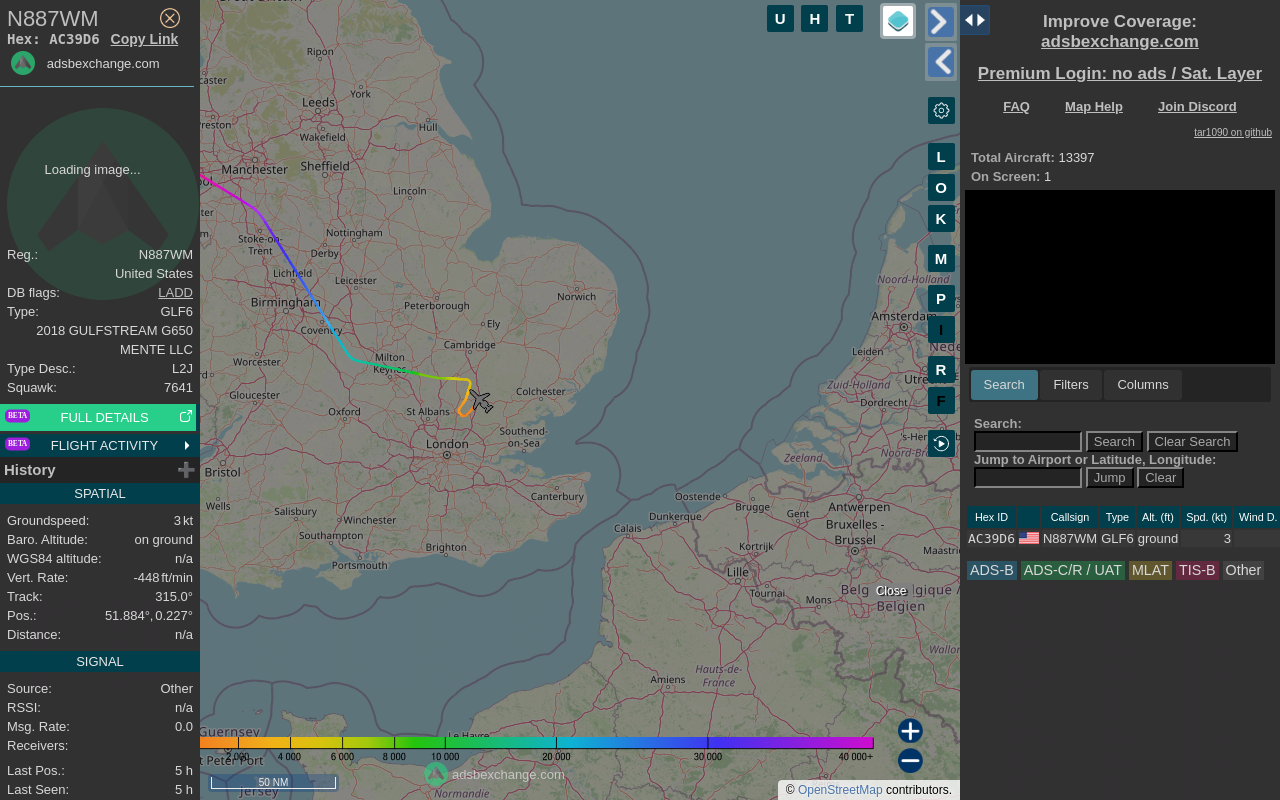 N887WM
Hex: AC39D6 Copy Link
adsbexchange.com
Loading image...
Reg.: N887WM
United States
DB flags: LADD
Type: GLF6
2018 GULFSTREAM G650
MENTE LLC
Type Desc.: L2J
Squawk: 7641
BETA FULL DETAILS
BETA FLIGHT ACTIVITY
History
SPATIAL
Groundspeed: 3 kt
Baro. Altitude: on ground
WGS84 altitude: n/a
Vert. Rate: -448 ft/min
Track: 315.0°
Pos.: 51.884°, 0.227°
Distance: n/a
SIGNAL
Source: Other
RSSI: n/a
Msg. Rate: 0.0
Receivers:
Last Pos.: 5 h
Last Seen: 5 h
U H T
L
O
K
M
P
I
R
F
Ripon
York
Leeds
Hull
Preston
Wakefield
Manchester
Sheffield
Lincoln
Stoke-on-
Trent
Nottingham
Derby
Lichfield
Leicester
Norwich
Birmingham
Peterborough
Coventry
Ely
Cambridge
Worcester
Milton
Keynes
Colchester
Gloucester
Oxford
St Albans
Southend-
on-Sea
London
Bristol
Wells
Canterbury
Salisbury
Winchester
Southampton
Brighton
Portsmouth
Noord-Holland
Amsterdam
Leiden
Zuid-Holland
Dordrecht
Zeeland
Oostende
Brugge
Antwerpen
Calais
Dunkerque
Gent
Bruxelles -
Brussel
Kortrijk
Lille
Tournai
Mons
Close
Belgien
Hauts-de-
France
Amiens
Guernsey
Le Havre
Jersey
Normandie
2 000 4 000 6 000 8 000 10 000 20 000 30 000 40 000+
adsbexchange.com
50 NM
© OpenStreetMap contributors.
Improve Coverage:
adsbexchange.com
Premium Login: no ads / Sat. Layer
FAQ Map Help Join Discord
tar1090 on github
Total Aircraft: 13397
On Screen: 1
Search Filters Columns
Search:
Search Clear Search
Jump to Airport or Latitude, Longitude:
Jump Clear
Hex ID Callsign Type Alt. (ft) Spd. (kt) Wind D.
AC39D6 N887WM GLF6 ground 3
ADS-B ADS-C/R / UAT MLAT TIS-B Other